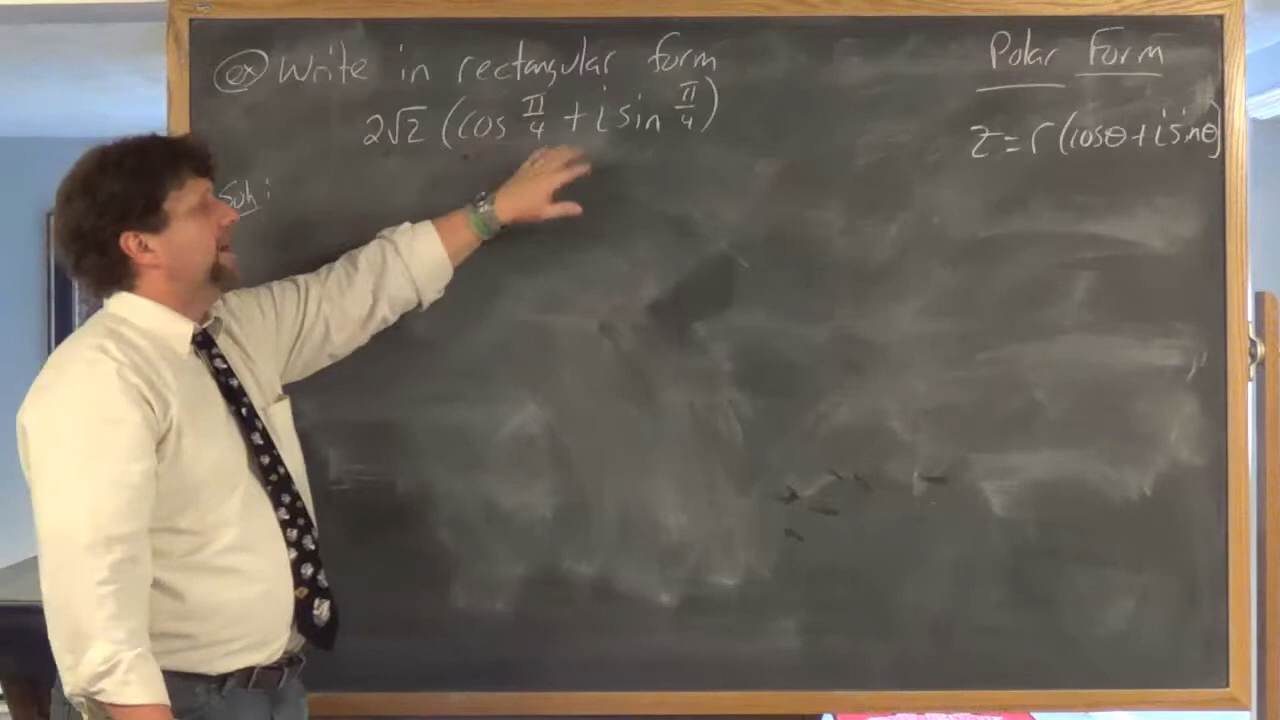 ex Write in rectangular form
2√2 (cos π/4 + i sin π/4)
Soln:
Polar Form
z = r (cosθ + i sinθ)